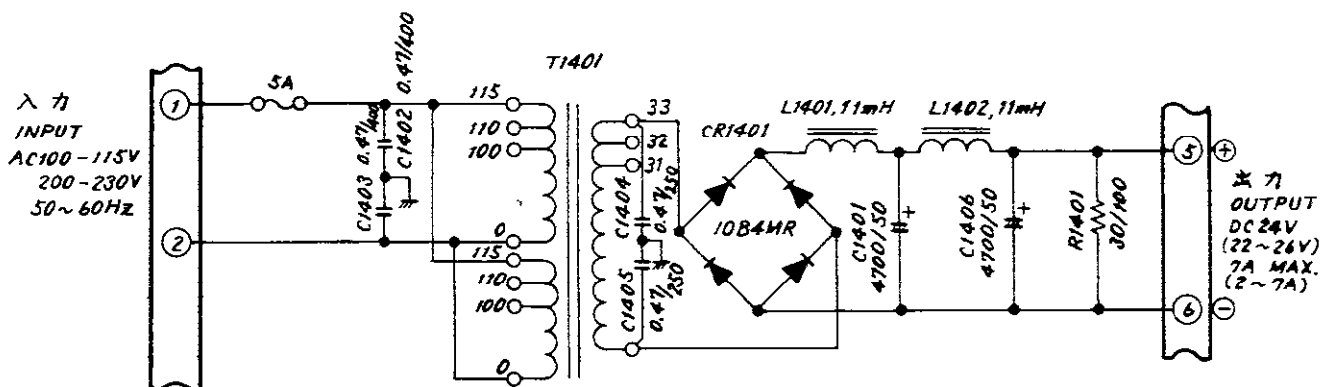 入力
INPUT
AC100-115V
200-230V
50~60Hz
1
2
5A
C1402 0.47/400
C1403 0.47/400
T1401
115
110
100
0
115
110
100
0
33
32
31
C1404 0.47/250
C1405 0.47/250
CR1401
10B4MR
L1401, 11mH
L1402, 11mH
C1401
4700/50
+
C1406
4700/50
+
R1401
30/100
5
+
6
−
出力
OUTPUT
DC24V
(22~26V)
7A MAX.
(2~7A)